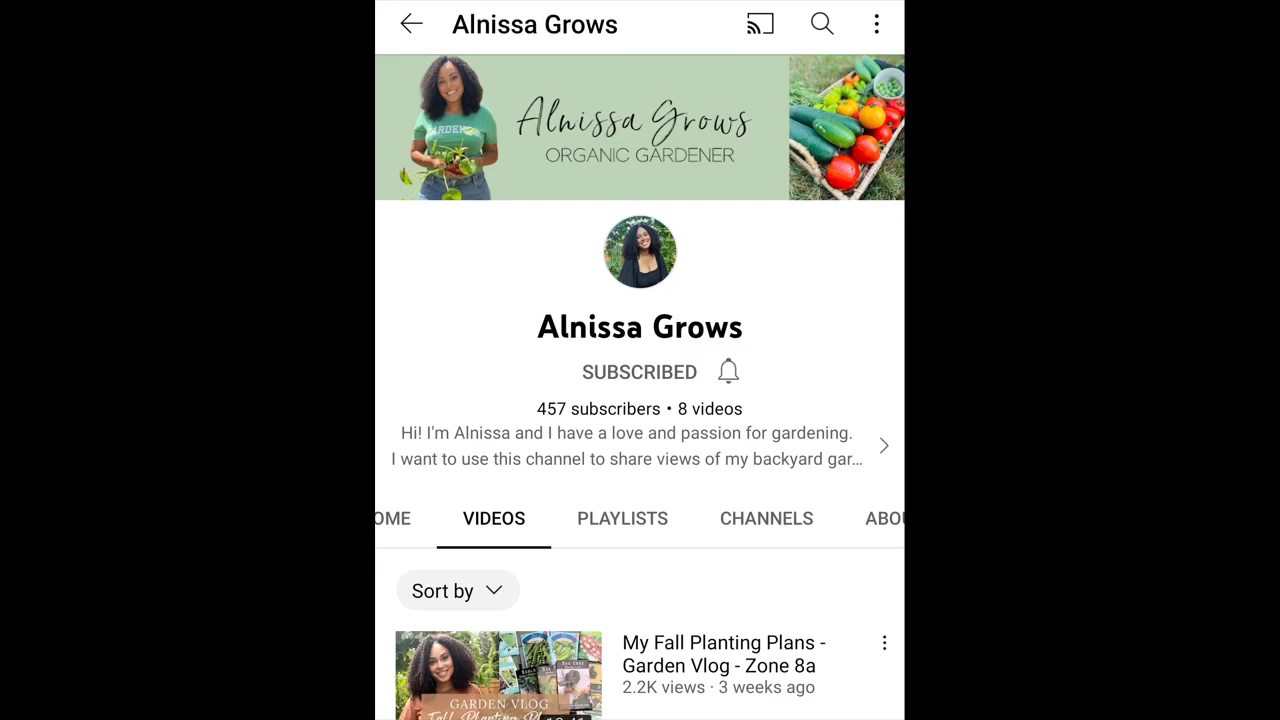 Alnissa Grows
GARDEN
Alnissa Grows
ORGANIC GARDENER
Alnissa Grows
SUBSCRIBED
457 subscribers • 8 videos
Hi! I'm Alnissa and I have a love and passion for gardening.
I want to use this channel to share views of my backyard gar...
OME VIDEOS PLAYLISTS CHANNELS ABOU
Sort by
My Fall Planting Plans -
Garden Vlog - Zone 8a
2.2K views · 3 weeks ago
GARDEN VLOG
Fall Planting